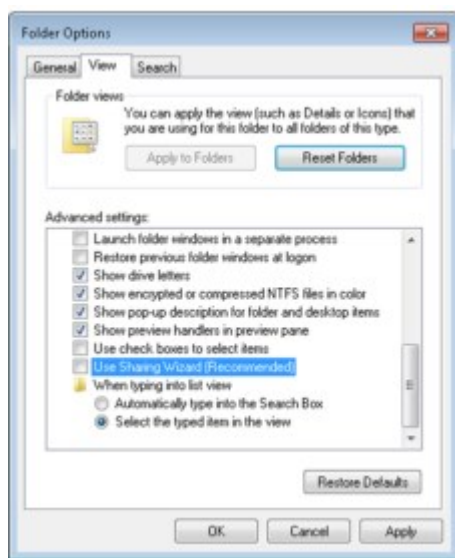 Folder Options
General View Search
Folder views
You can apply the view (such as Details or Icons) that
you are using for this folder to all folders of this type.
Apply to Folders Reset Folders
Advanced settings:
Launch folder windows in a separate process
Restore previous folder windows at logon
Show drive letters
Show encrypted or compressed NTFS files in color
Show pop-up description for folder and desktop items
Show preview handlers in preview pane
Use check boxes to select items
Use Sharing Wizard (Recommended)
When typing into list view
Automatically type into the Search Box
Select the typed item in the view
Restore Defaults
OK Cancel Apply